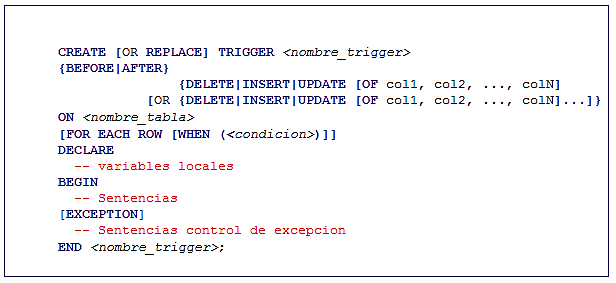 CREATE [OR REPLACE] TRIGGER <nombre_trigger>
{BEFORE|AFTER}
{DELETE|INSERT|UPDATE [OF col1, col2, ..., colN]
[OR {DELETE|INSERT|UPDATE [OF col1, col2, ..., colN]...]}
ON <nombre_tabla>
[FOR EACH ROW [WHEN (<condicion>)]]
DECLARE
-- variables locales
BEGIN
-- Sentencias
[EXCEPTION]
-- Sentencias control de excepcion
END <nombre_trigger>;